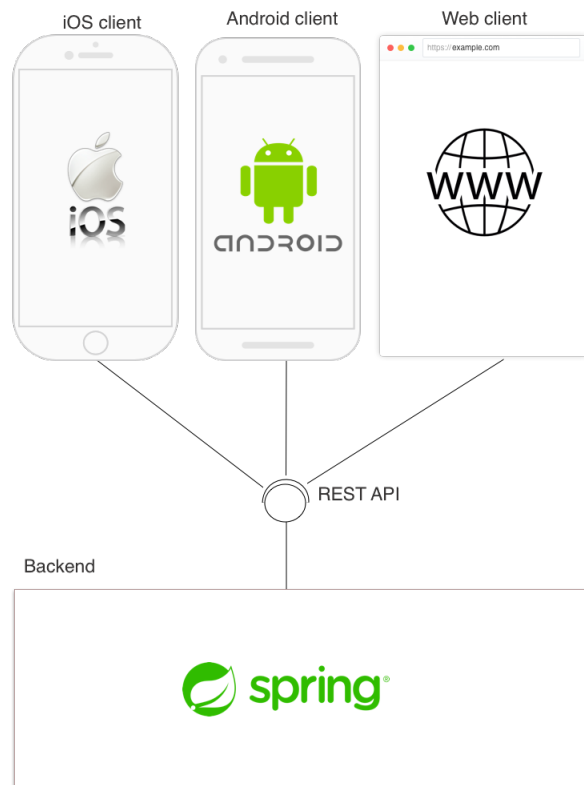 iOS client
Android client
Web client
https://example.com
iOS
ANDROID
WWW
REST API
Backend
spring®